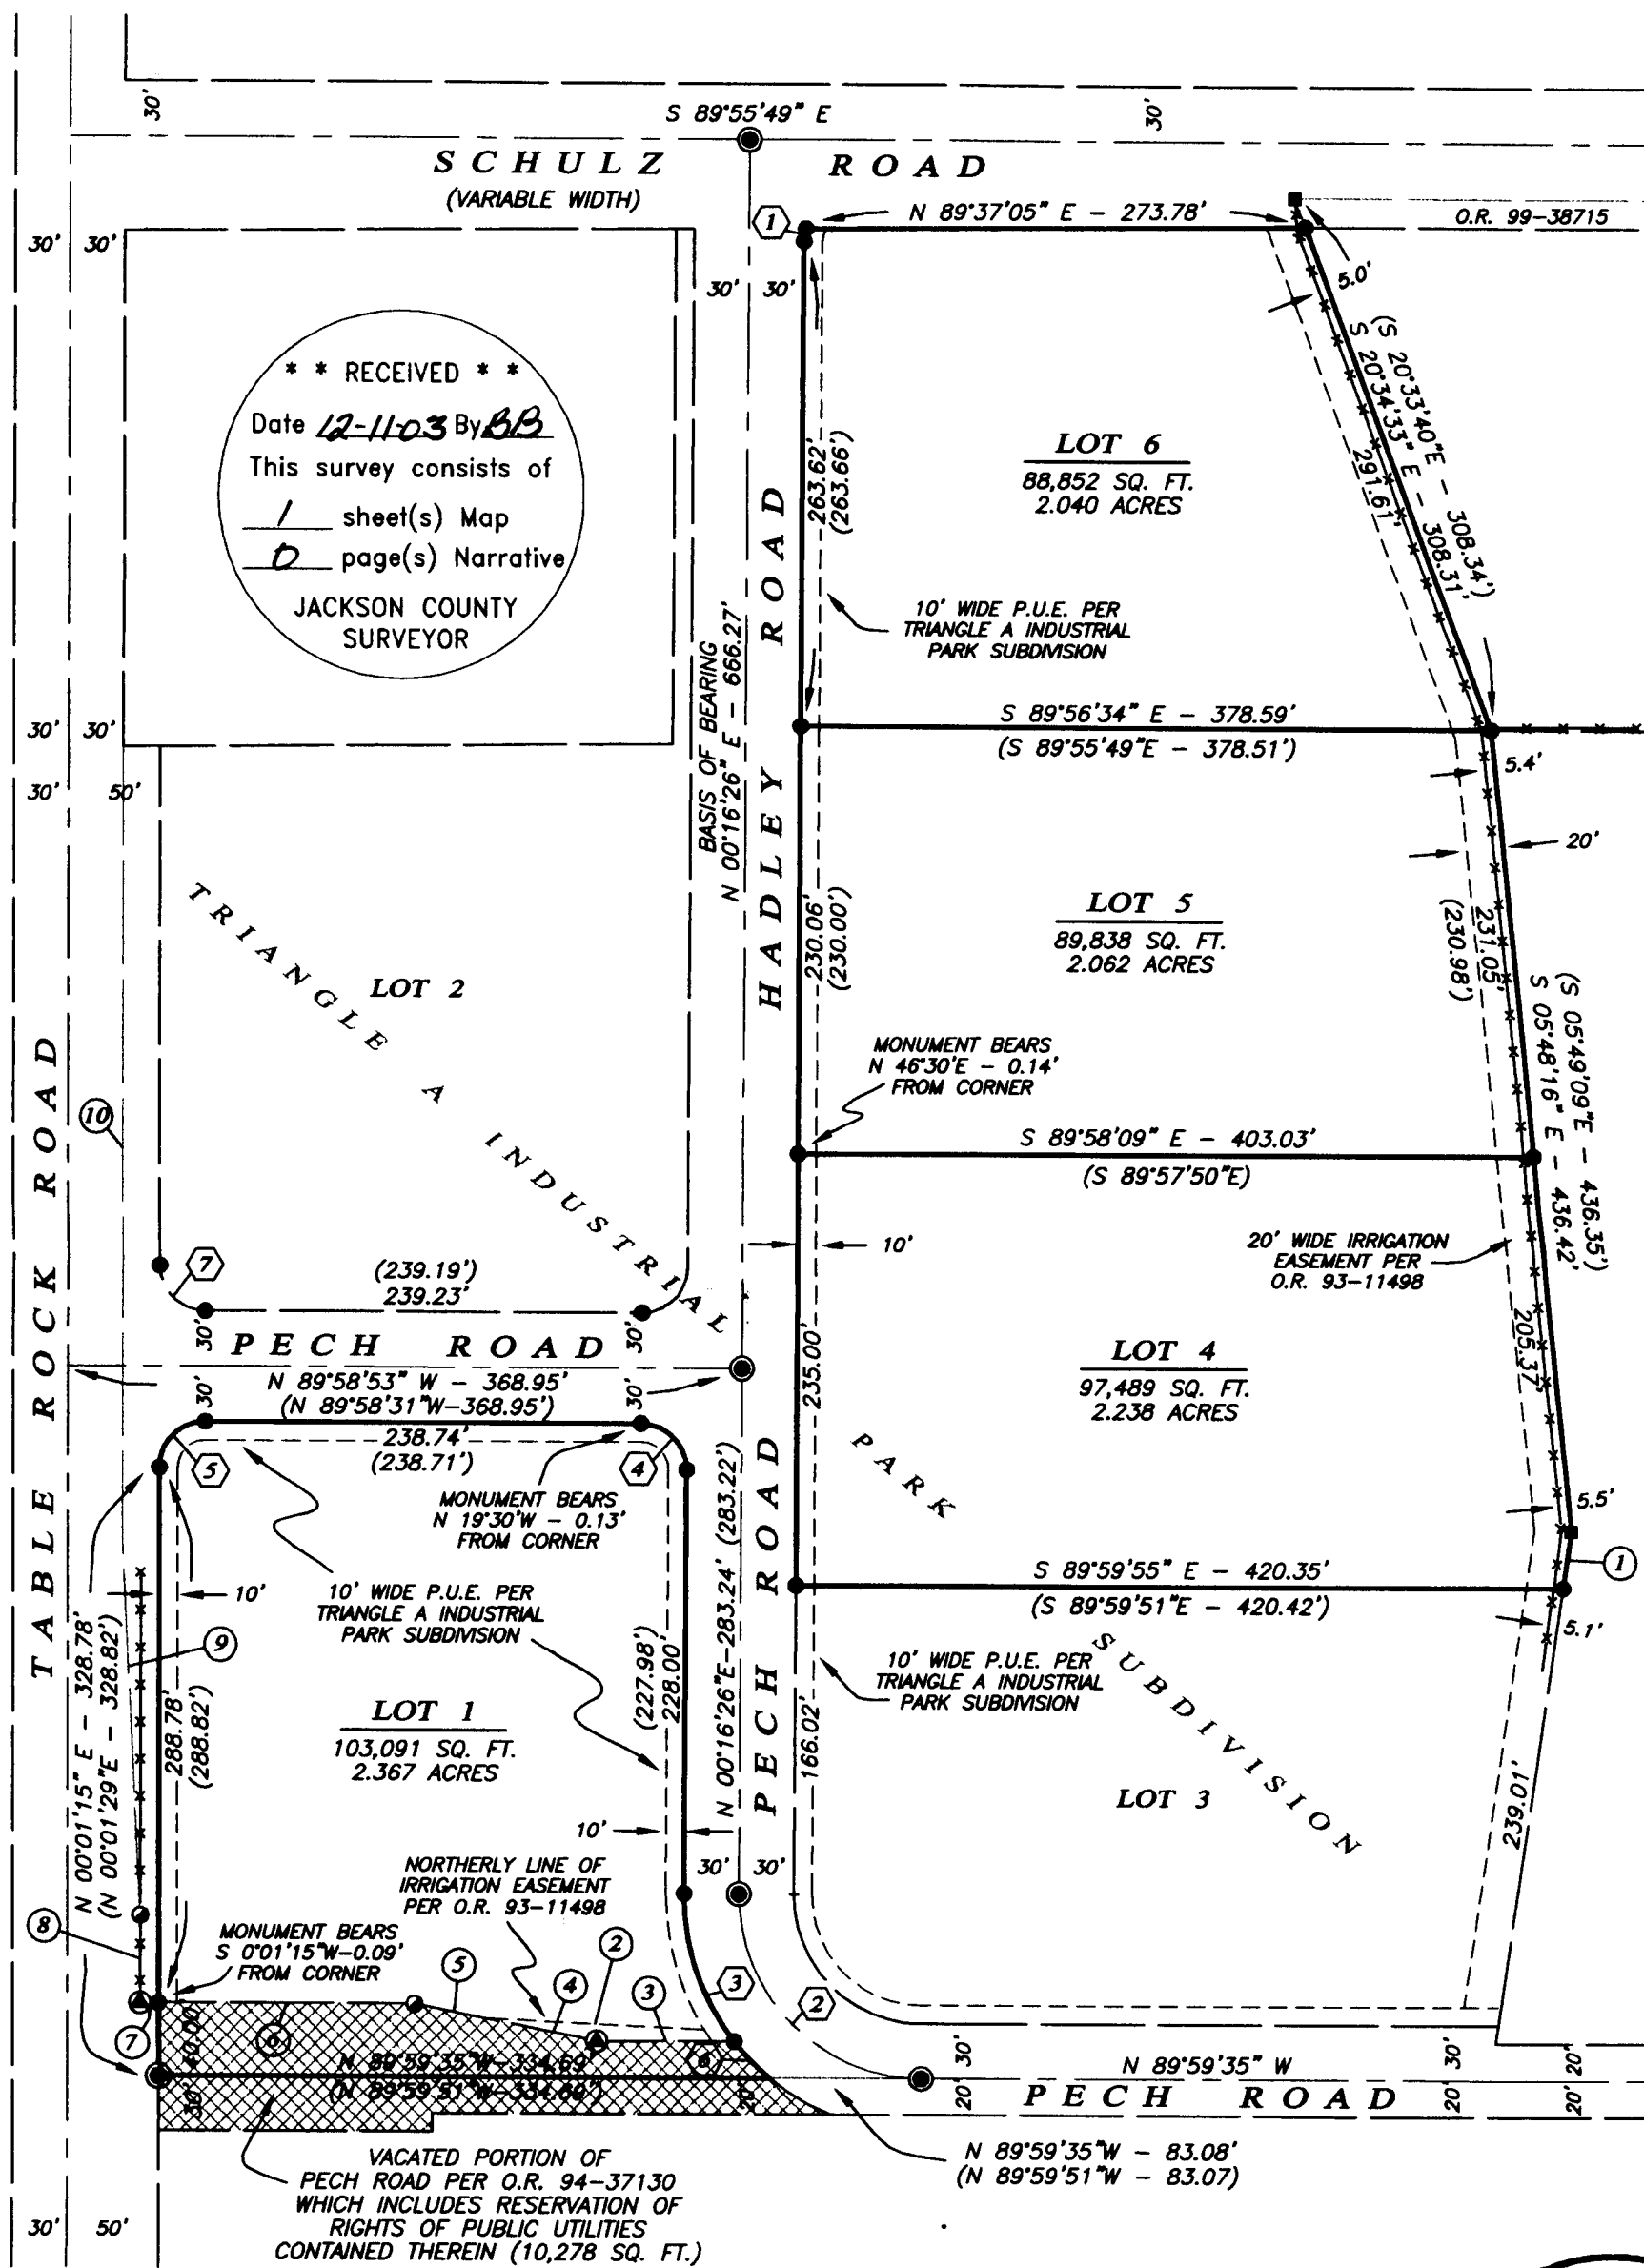 30'
S 89°55'49" E
30'
SCHULZ ROAD
(VARIABLE WIDTH)
1
N 89°37'05" E - 273.78'
O.R. 99-38715
30' 30'
30' 30'
5.0'
* * RECEIVED * *
Date 12-11-03 By BB
This survey consists of
1 sheet(s) Map
0 page(s) Narrative
JACKSON COUNTY
SURVEYOR
(S 20°33'40"E - 308.34')
S 20°34'33" E - 308.31'
291.61'
LOT 6
88,852 SQ. FT.
2.040 ACRES
263.62'
(263.66')
10' WIDE P.U.E. PER
TRIANGLE A INDUSTRIAL
PARK SUBDIVISION
BASIS OF BEARING
N 00°16'26" E - 666.27'
HADLEY ROAD
30' 30'
S 89°56'34" E - 378.59'
(S 89°55'49"E - 378.51')
30' 50'
5.4'
20'
TRIANGLE A INDUSTRIAL PARK SUBDIVISION
LOT 2
LOT 5
89,838 SQ. FT.
2.062 ACRES
230.06'
(230.00')
231.05'
(230.98')
(S 05°49'09"E - 436.35')
S 05°48'16" E - 436.42'
MONUMENT BEARS
N 46°30'E - 0.14'
FROM CORNER
10
TABLE ROCK ROAD
S 89°58'09" E - 403.03'
(S 89°57'50"E)
10'
20' WIDE IRRIGATION
EASEMENT PER
O.R. 93-11498
7
(239.19')
239.23'
30'
30'
PECH ROAD
N 89°58'53" W - 368.95'
(N 89°58'31"W-368.95')
30'
30'
235.00'
205.37'
LOT 4
97,489 SQ. FT.
2.238 ACRES
238.74'
(238.71')
5
4
MONUMENT BEARS
N 19°30'W - 0.13'
FROM CORNER
5.5'
1
10'
10' WIDE P.U.E. PER
TRIANGLE A INDUSTRIAL
PARK SUBDIVISION
S 89°59'55" E - 420.35'
(S 89°59'51"E - 420.42')
5.1'
9
N 00°01'15" E - 328.78'
(N 00°01'29"E - 328.82')
288.78'
(288.82')
LOT 1
103,091 SQ. FT.
2.367 ACRES
(227.98')
228.00'
N 00°16'26"E-283.24' (283.22')
PECH ROAD
166.02'
10' WIDE P.U.E. PER
TRIANGLE A INDUSTRIAL
PARK SUBDIVISION
LOT 3
239.01'
10'
30' 30'
NORTHERLY LINE OF
IRRIGATION EASEMENT
PER O.R. 93-11498
8
MONUMENT BEARS
S 0°01'15"W-0.09'
FROM CORNER
5
2
4
3
3
2
7
6
6
40.00'
30'
N 89°59'35"W-334.69'
20'
30'
20'
N 89°59'35" W
30'
20'
20'
20'
PECH ROAD
N 89°59'35"W - 83.08'
(N 89°59'51"W - 83.07)
VACATED PORTION OF
PECH ROAD PER O.R. 94-37130
WHICH INCLUDES RESERVATION OF
RIGHTS OF PUBLIC UTILITIES
CONTAINED THEREIN (10,278 SQ. FT.)
30' 50'